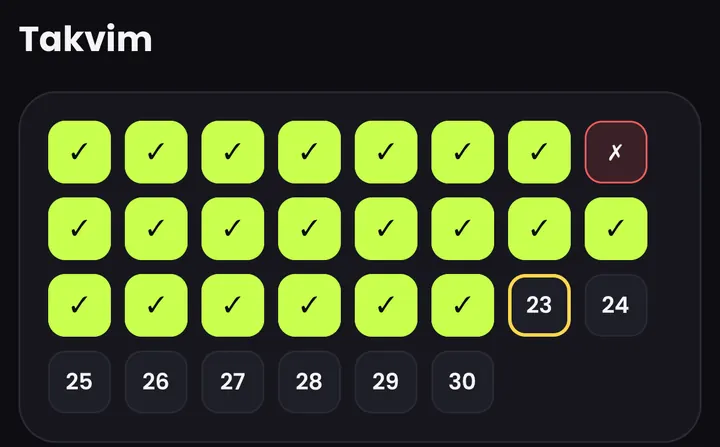 Takvim
✓ ✓ ✓ ✓ ✓ ✓ ✓ ✗
✓ ✓ ✓ ✓ ✓ ✓ ✓ ✓
✓ ✓ ✓ ✓ ✓ ✓ 23 24
25 26 27 28 29 30